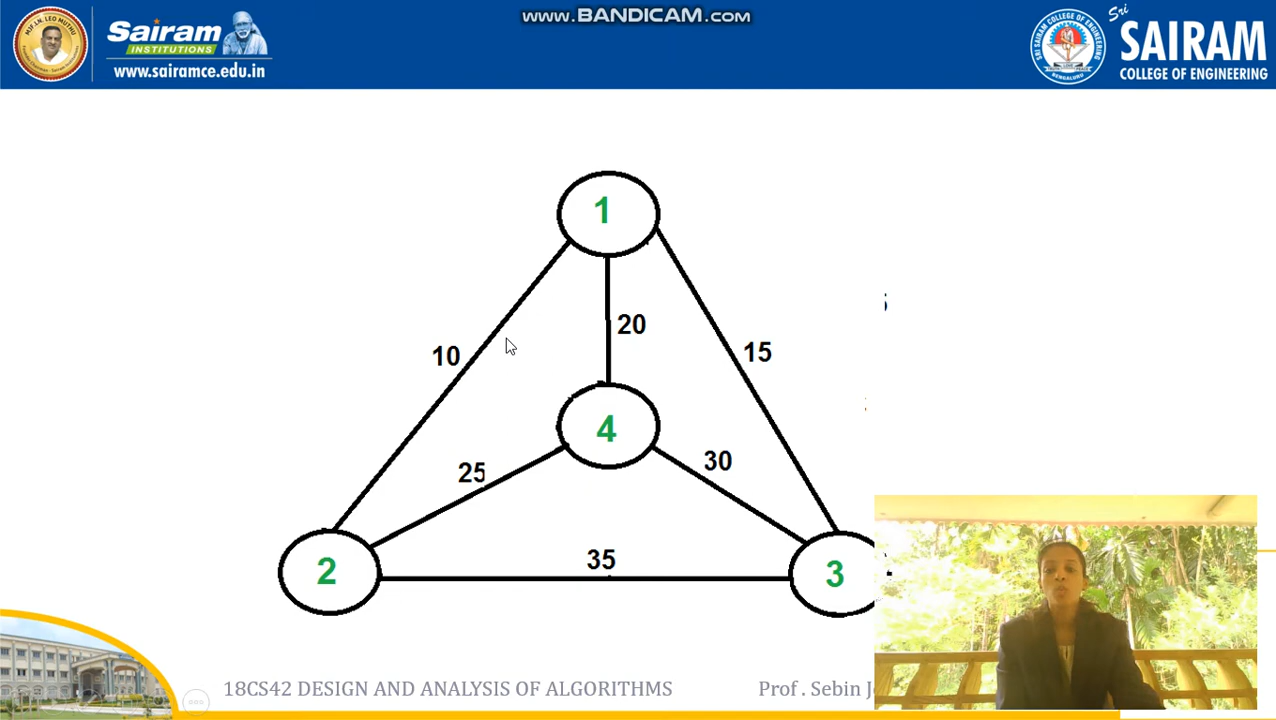 www.BANDICAM.com
Sairam
INSTITUTIONS
www.sairamce.edu.in
Sri
SAIRAM
COLLEGE OF ENGINEERING
1
20
10
15
4
30
25
35
2
3
18CS42 DESIGN AND ANALYSIS OF ALGORITHMS
Prof . Sebin